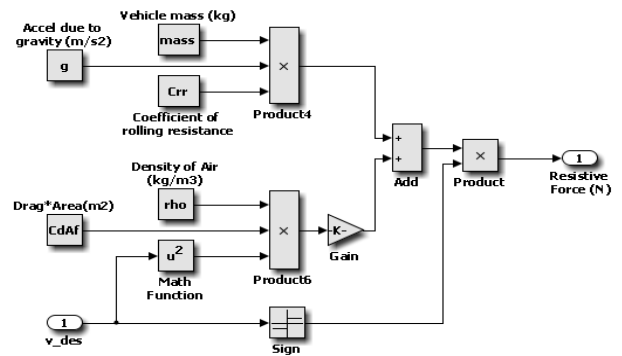 Vehicle mass (kg)
Accel due to
gravity (m/s2)
mass
g
×
Crr
Coefficient of
rolling resistance
Product4
+
+
Add
×
Product
1
Resistive
Force (N)
Density of Air
(kg/m3)
rho
Drag*Area(m2)
CdAf
×
-K-
Gain
u²
Math
Function
Product6
1
v_des
Sign